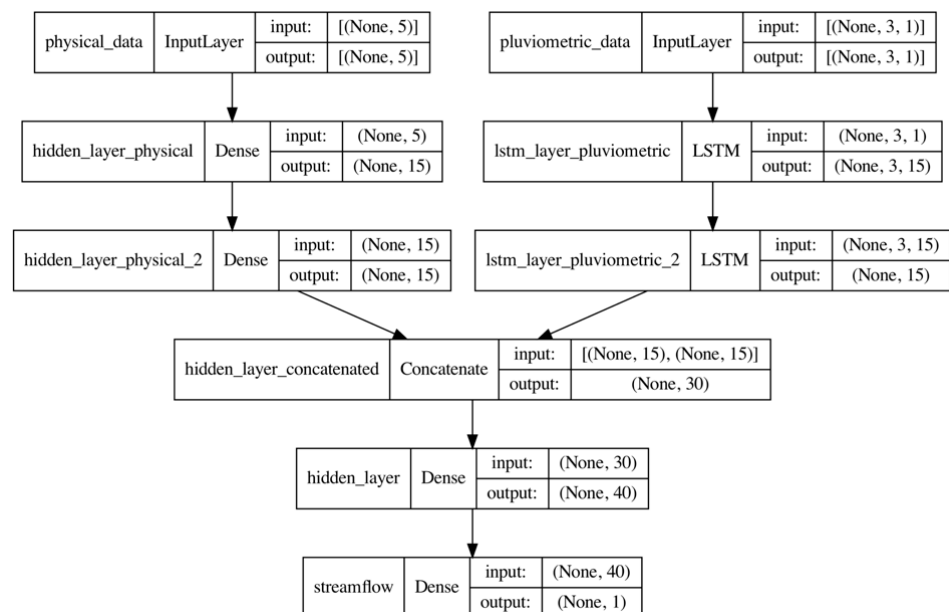 physical_data InputLayer input: [(None, 5)]
output: [(None, 5)]
pluviometric_data InputLayer input: [(None, 3, 1)]
output: [(None, 3, 1)]
hidden_layer_physical Dense input: (None, 5)
output: (None, 15)
lstm_layer_pluviometric LSTM input: (None, 3, 1)
output: (None, 3, 15)
hidden_layer_physical_2 Dense input: (None, 15)
output: (None, 15)
lstm_layer_pluviometric_2 LSTM input: (None, 3, 15)
output: (None, 15)
hidden_layer_concatenated Concatenate input: [(None, 15), (None, 15)]
output: (None, 30)
hidden_layer Dense input: (None, 30)
output: (None, 40)
streamflow Dense input: (None, 40)
output: (None, 1)